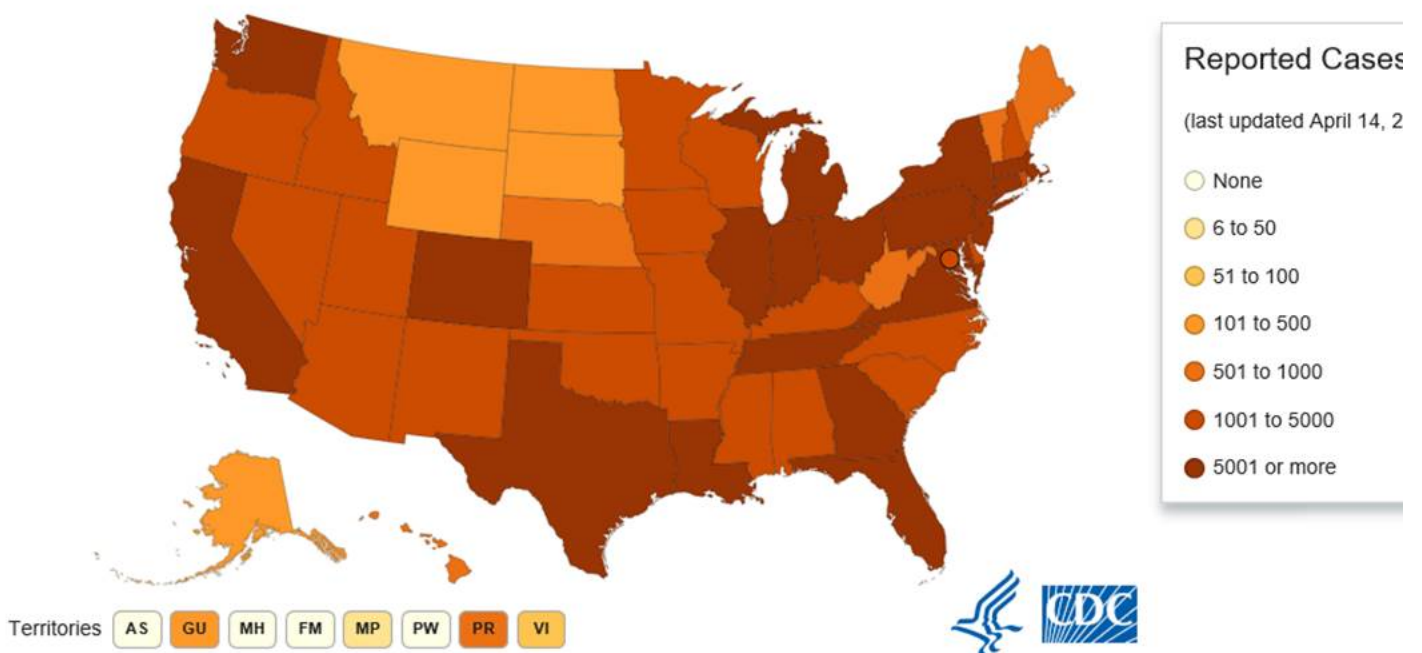 Reported Cases
(last updated April 14, 2
None
6 to 50
51 to 100
101 to 500
501 to 1000
1001 to 5000
5001 or more
Territories AS GU MH FM MP PW PR VI
CDC